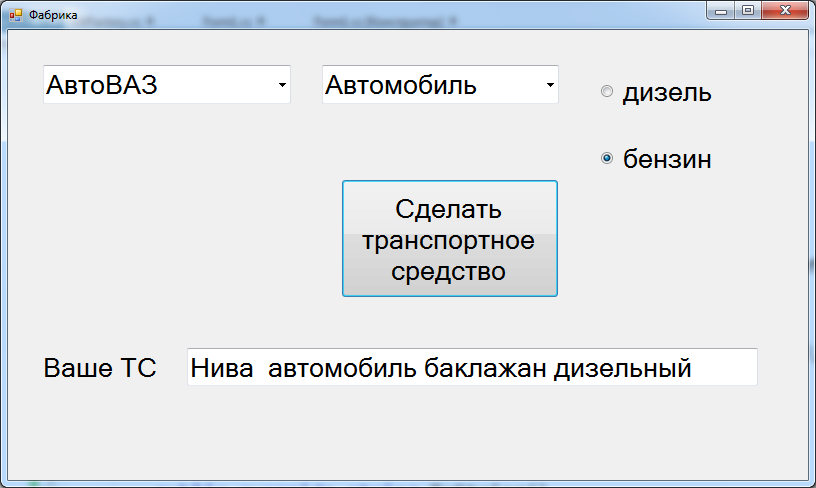 Фабрика
АвтоВАЗ
Автомобиль
дизель
бензин
Сделать
транспортное
средство
Ваше ТС
Нива  автомобиль баклажан дизельный